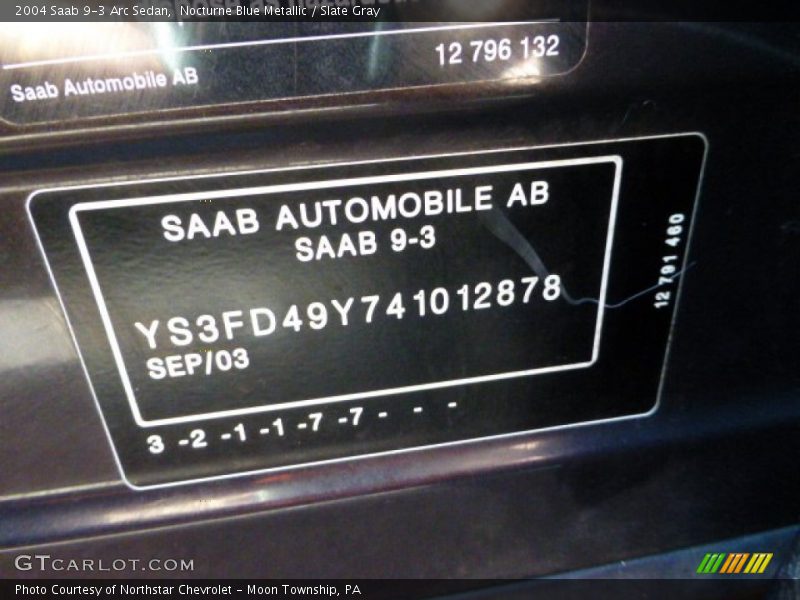 2004 Saab 9-3 Arc Sedan, Nocturne Blue Metallic / Slate Gray
12 796 132
Saab Automobile AB
SAAB AUTOMOBILE AB
SAAB 9-3
YS3FD49Y741012878
SEP/03
12 791 460
3 -2 -1 -1 -7 -7 - - -
GTCARLOT.COM
Photo Courtesy of Northstar Chevrolet - Moon Township, PA